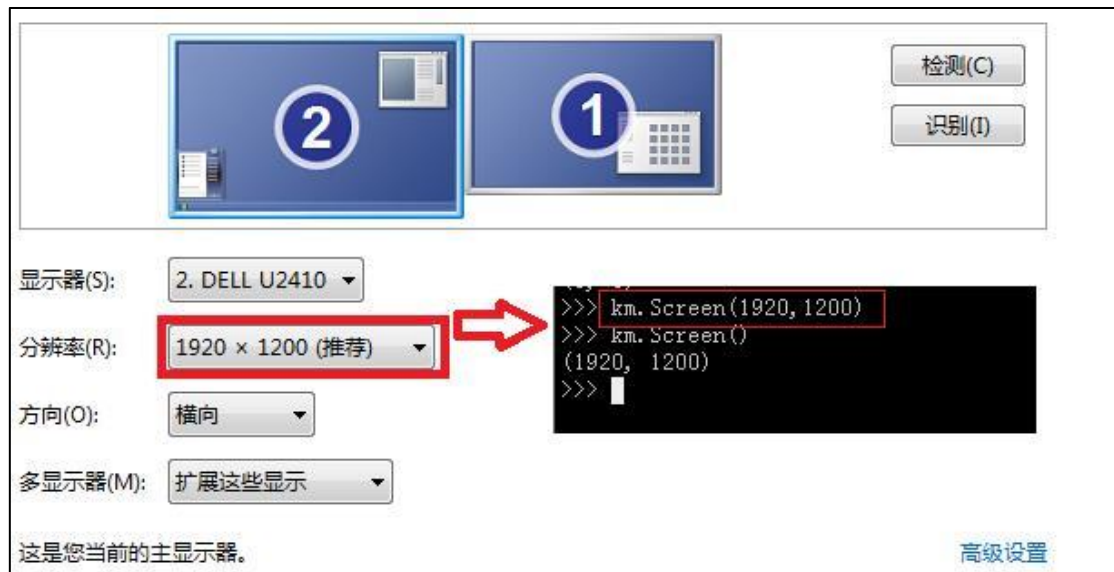 2
1
检测(C)
识别(I)
显示器(S): 2. DELL U2410
分辨率(R): 1920 × 1200 (推荐)
>>> km.Screen(1920,1200)
>>> km.Screen()
(1920, 1200)
>>>
方向(O): 横向
多显示器(M): 扩展这些显示
这是您当前的主显示器。
高级设置